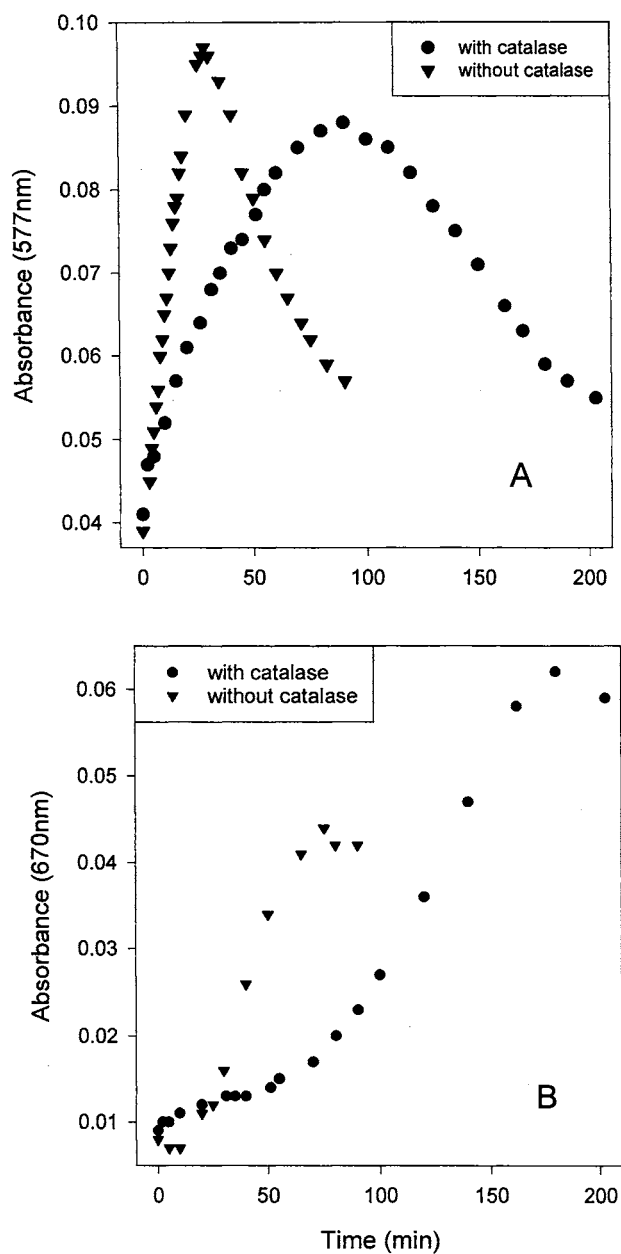 0.10
with catalase
without catalase
0.09
0.08
0.07
0.06
0.05
0.04
Absorbance (577nm)
A
0
50
100
150
200
with catalase
without catalase
0.06
0.05
0.04
0.03
0.02
0.01
Absorbance (670nm)
B
0
50
100
150
200
Time (min)